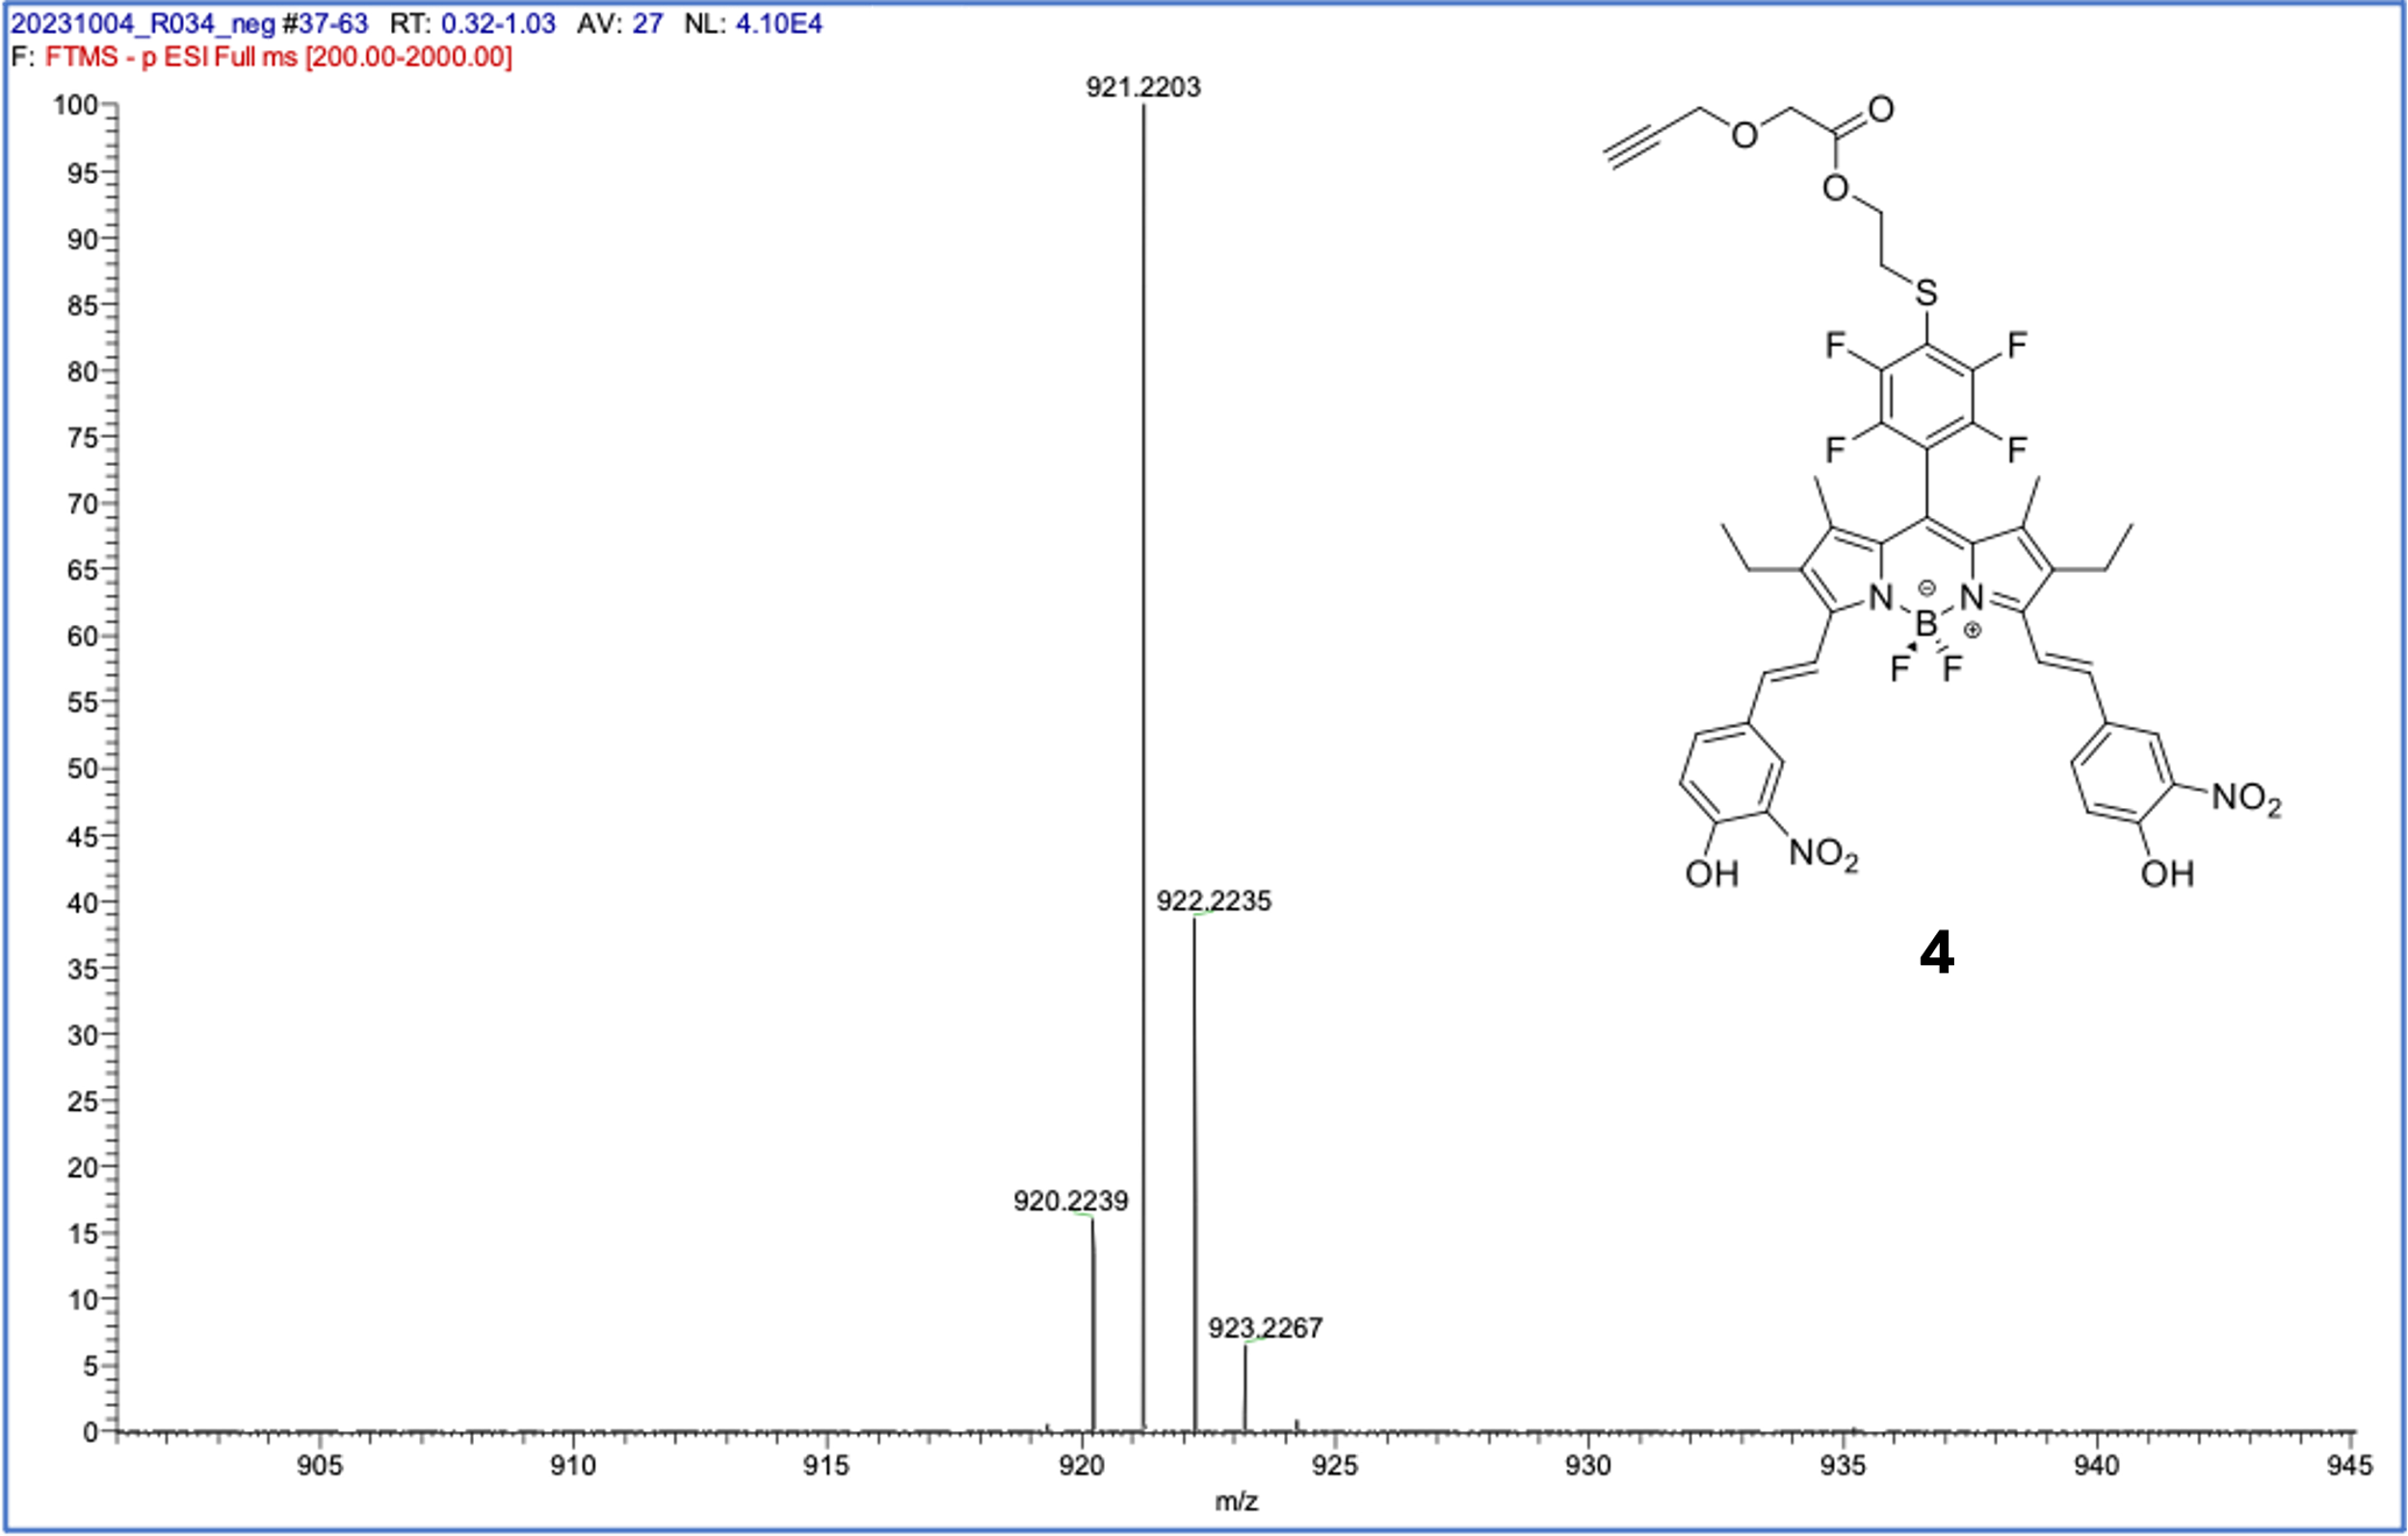 20231004_R034_neg #37-63 RT: 0.32-1.03 AV: 27 NL: 4.10E4
F: FTMS - p ESI Full ms [200.00-2000.00]
921.2203
100
95
90
85
80
75
70
65
60
55
50
45
40
35
30
25
20
15
10
5
0
922.2235
920.2239
923.2267
905
910
915
920
925
930
935
940
945
m/z
O
O
O
S
F
F
F
F
N
⊖
N
B
⊕
F
F
NO2
NO2
OH
OH
4